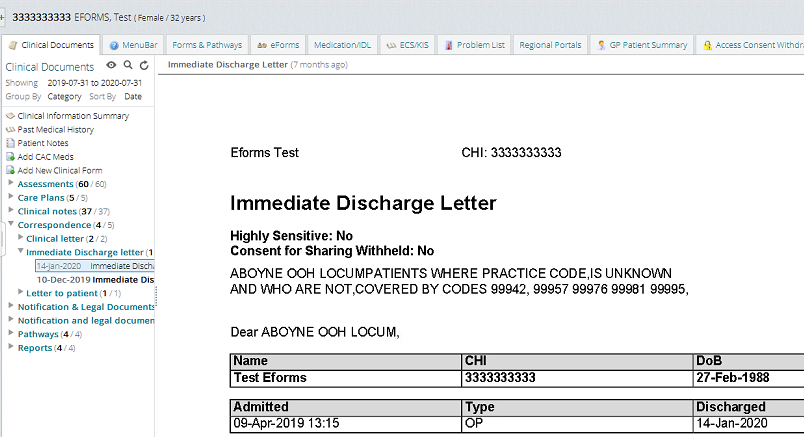 3333333333 EFORMS, Test ( Female / 32 years )
Clinical Documents MenuBar Forms & Pathways eForms Medication/IDL ECS/KIS Problem List Regional Portals GP Patient Summary Access Consent Withdra
Clinical Documents
Immediate Discharge Letter (7 months ago)
Showing 2019-07-31 to 2020-07-31
Group By Category Sort By Date
Clinical Information Summary
Past Medical History
Patient Notes
Add CAC Meds
Add New Clinical Form
Assessments (60 / 60)
Care Plans (5 / 5)
Clinical notes (37 / 37)
Correspondence (4 / 5)
Clinical letter (2 / 2)
Immediate Discharge letter (1
14-Jan-2020 Immediate Discha
10-Dec-2019 Immediate Dis
Letter to patient (1 / 1)
Notification & Legal Documents
Notification and legal documen
Pathways (4 / 4)
Reports (4 / 4)
Eforms Test CHI: 3333333333
Immediate Discharge Letter
Highly Sensitive: No
Consent for Sharing Withheld: No
ABOYNE OOH LOCUMPATIENTS WHERE PRACTICE CODE,IS UNKNOWN
AND WHO ARE NOT,COVERED BY CODES 99942, 99957 99976 99981 99995,
Dear ABOYNE OOH LOCUM,
Name CHI DoB
Test Eforms 3333333333 27-Feb-1988
Admitted Type Discharged
09-Apr-2019 13:15 OP 14-Jan-2020